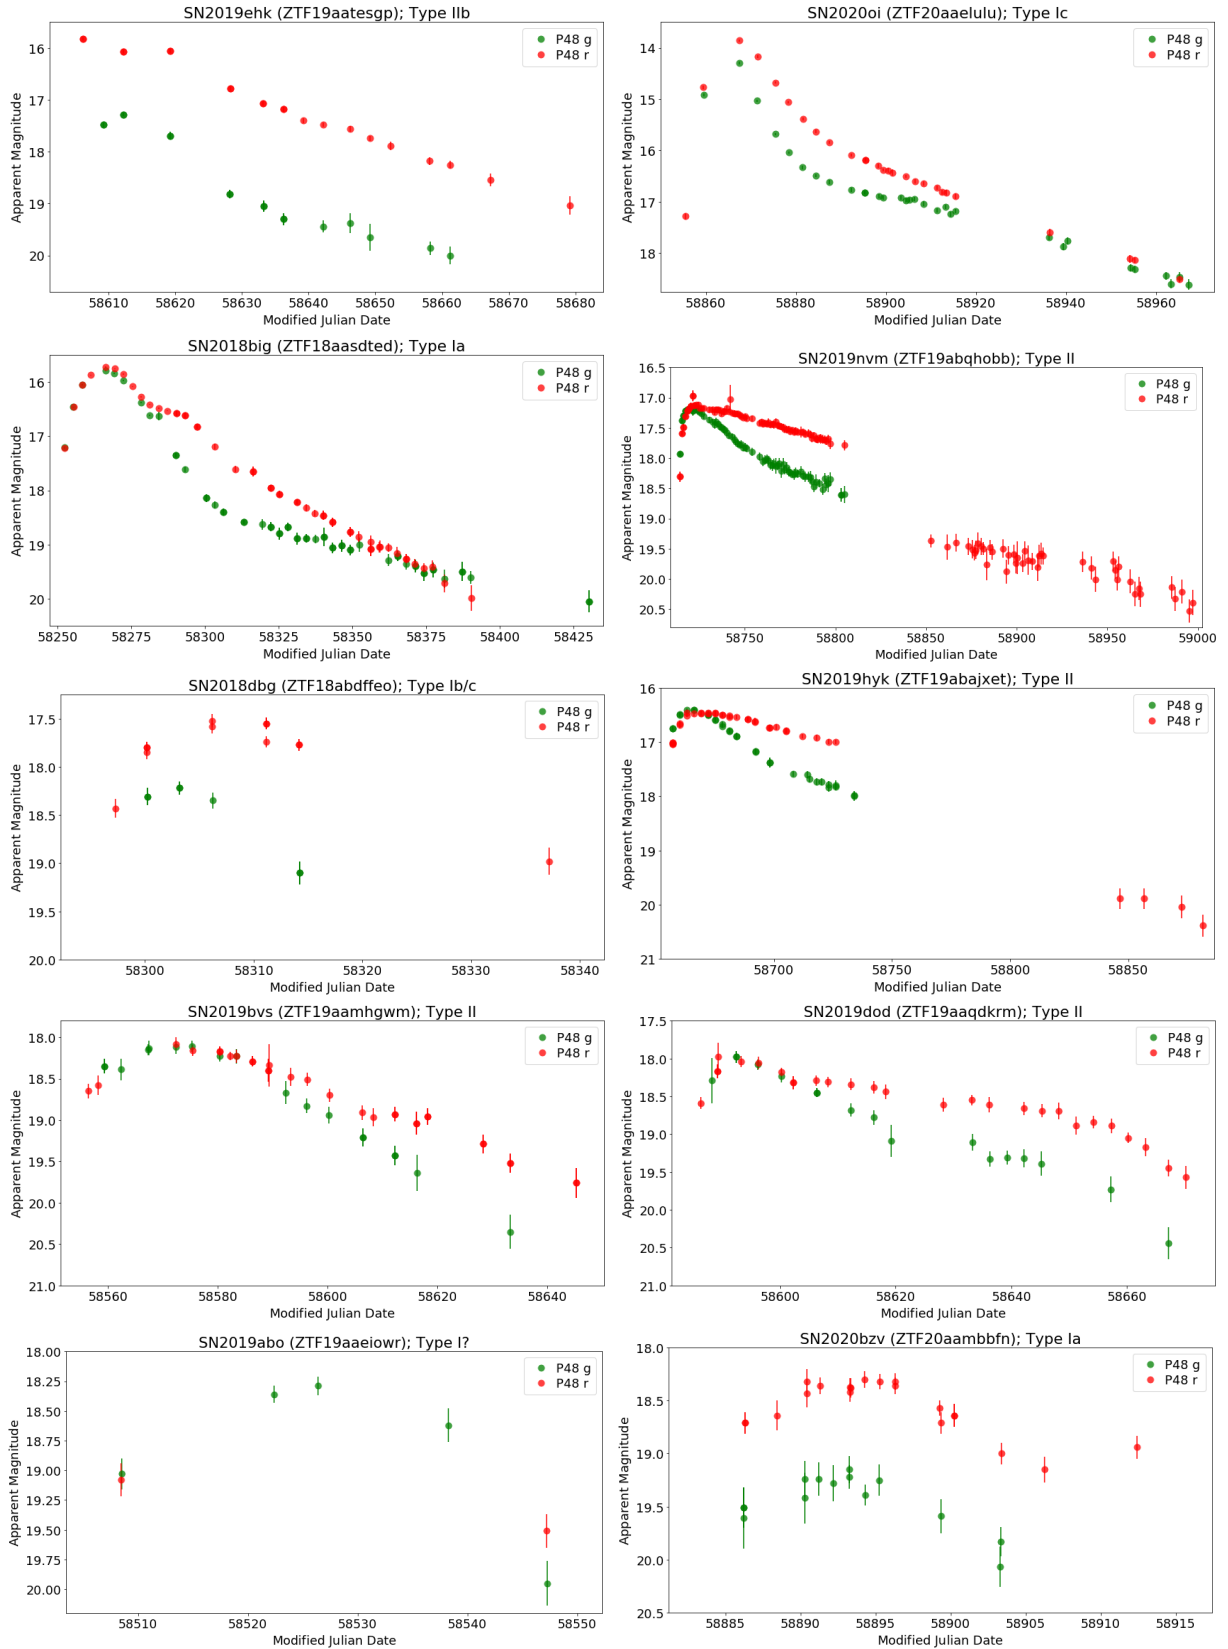 SN2019ehk (ZTF19aatesgp); Type IIb
P48 g
P48 r
Apparent Magnitude
16
17
18
19
20
58610 58620 58630 58640 58650 58660 58670 58680
Modified Julian Date
SN2020oi (ZTF20aaelulu); Type Ic
P48 g
P48 r
Apparent Magnitude
14
15
16
17
18
58860 58880 58900 58920 58940 58960
Modified Julian Date
SN2018big (ZTF18aasdted); Type Ia
P48 g
P48 r
Apparent Magnitude
16
17
18
19
20
58250 58275 58300 58325 58350 58375 58400 58425
Modified Julian Date
SN2019nvm (ZTF19abqhobb); Type II
P48 g
P48 r
Apparent Magnitude
16.5
17.0
17.5
18.0
18.5
19.0
19.5
20.0
20.5
58750 58800 58850 58900 58950 59000
Modified Julian Date
SN2018dbg (ZTF18abdffeo); Type Ib/c
P48 g
P48 r
Apparent Magnitude
17.5
18.0
18.5
19.0
19.5
20.0
58300 58310 58320 58330 58340
Modified Julian Date
SN2019hyk (ZTF19abajxet); Type II
P48 g
P48 r
Apparent Magnitude
16
17
18
19
20
21
58700 58750 58800 58850
Modified Julian Date
SN2019bvs (ZTF19aamhgwm); Type II
P48 g
P48 r
Apparent Magnitude
18.0
18.5
19.0
19.5
20.0
20.5
21.0
58560 58580 58600 58620 58640
Modified Julian Date
SN2019dod (ZTF19aaqdkrm); Type II
P48 g
P48 r
Apparent Magnitude
17.5
18.0
18.5
19.0
19.5
20.0
20.5
21.0
58600 58620 58640 58660
Modified Julian Date
SN2019abo (ZTF19aaeiowr); Type I?
P48 g
P48 r
Apparent Magnitude
18.00
18.25
18.50
18.75
19.00
19.25
19.50
19.75
20.00
58510 58520 58530 58540 58550
Modified Julian Date
SN2020bzv (ZTF20aambbfn); Type Ia
P48 g
P48 r
Apparent Magnitude
18.0
18.5
19.0
19.5
20.0
20.5
58885 58890 58895 58900 58905 58910 58915
Modified Julian Date